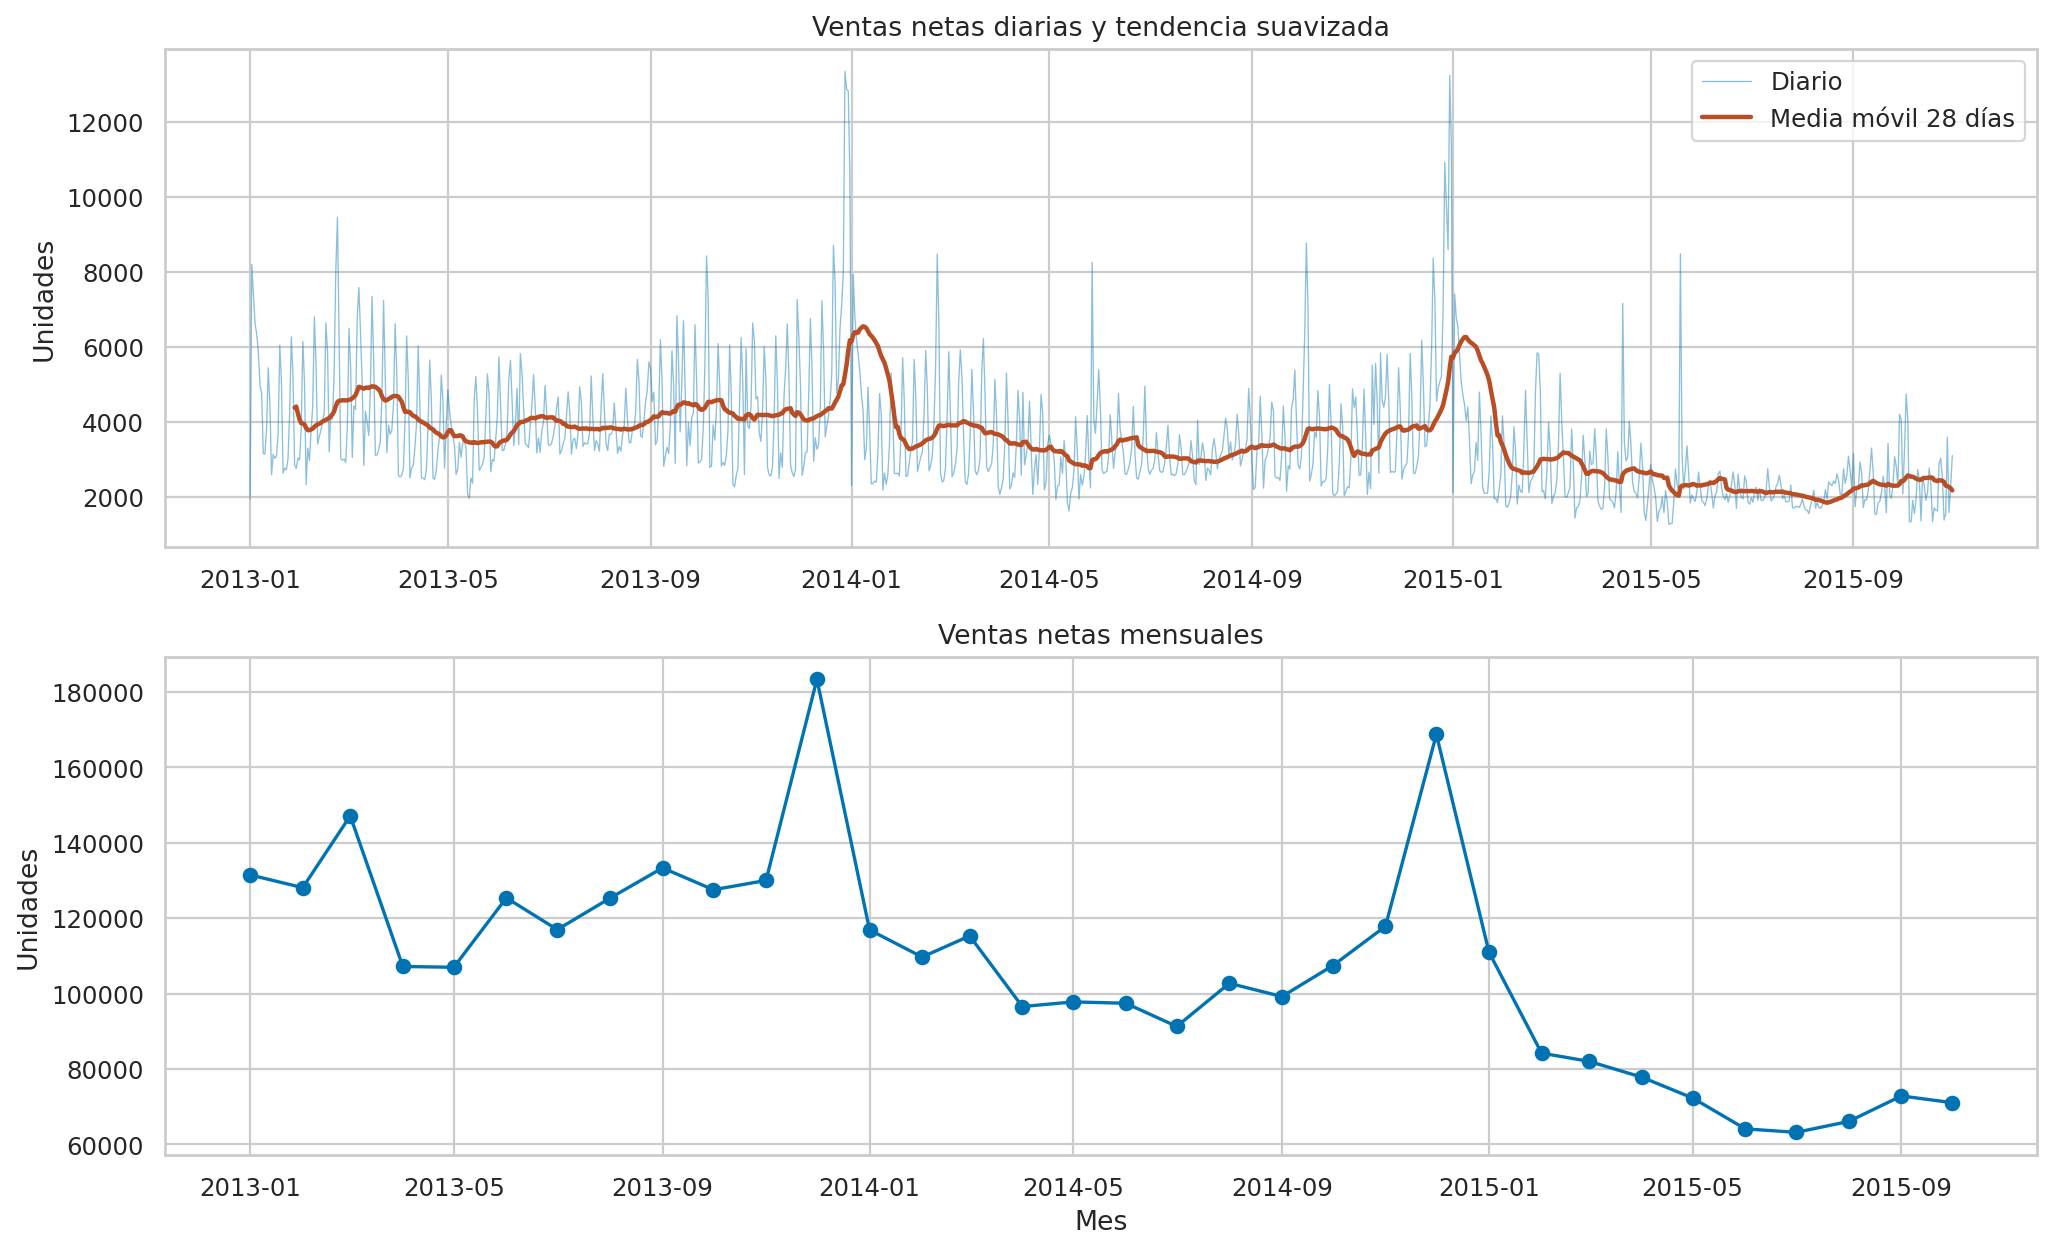 Ventas netas diarias y tendencia suavizada
Diario
Media móvil 28 días
Unidades
12000
10000
8000
6000
4000
2000
2013-01 2013-05 2013-09 2014-01 2014-05 2014-09 2015-01 2015-05 2015-09
Ventas netas mensuales
Unidades
180000
160000
140000
120000
100000
80000
60000
2013-01 2013-05 2013-09 2014-01 2014-05 2014-09 2015-01 2015-05 2015-09
Mes